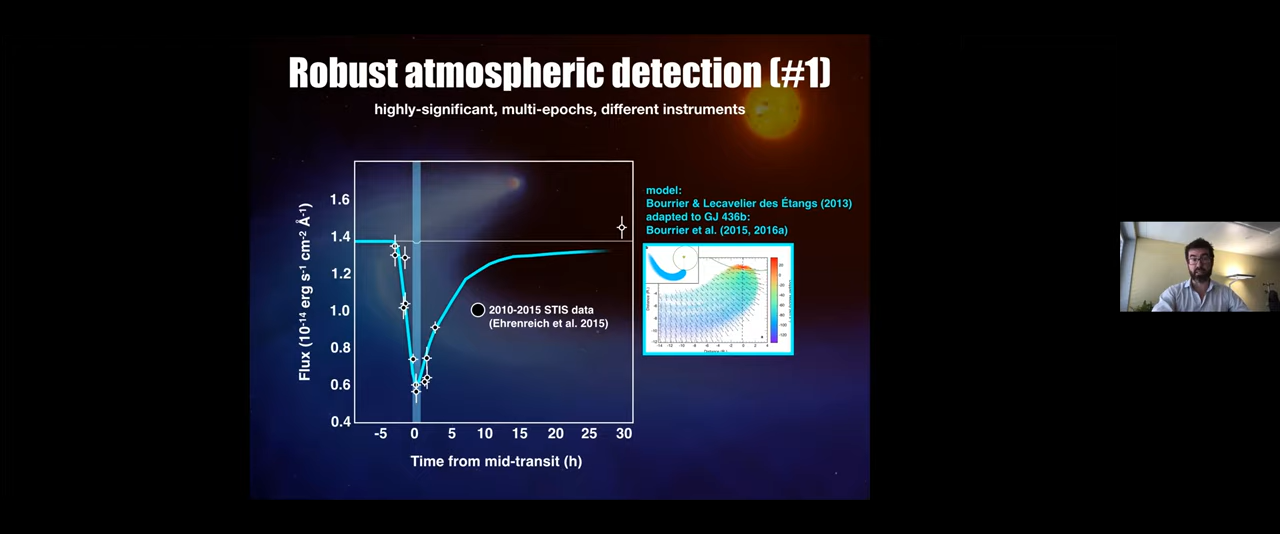 Robust atmospheric detection (#1)
highly-significant, multi-epochs, different instruments
model:
Bourrier & Lecavelier des Étangs (2013)
adapted to GJ 436b:
Bourrier et al. (2015, 2016a)
Flux (10⁻¹⁴ erg s⁻¹ cm⁻² Å⁻¹)
1.6
1.4
1.2
1.0
0.8
0.6
0.4
2010-2015 STIS data
(Ehrenreich et al. 2015)
-5 0 5 10 15 20 25 30
Time from mid-transit (h)